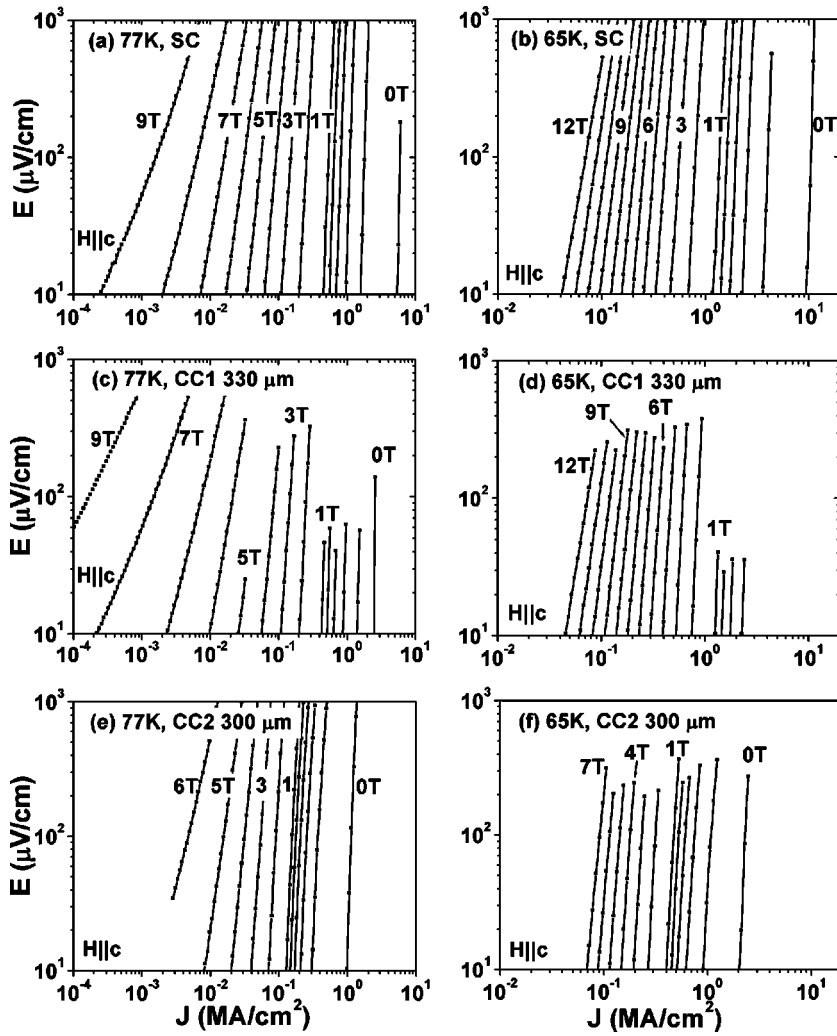 (a) 77K, SC
9T 7T 5T 3T 1T 0T
H||c
E (μV/cm)
10³
10²
10¹
10⁻⁴ 10⁻³ 10⁻² 10⁻¹ 10⁰ 10¹
(b) 65K, SC
12T 9 6 3 1T 0T
H||c
10³
10²
10¹
10⁻² 10⁻¹ 10⁰ 10¹
(c) 77K, CC1 330 μm
9T 7T 5T 3T 1T 0T
H||c
E (μV/cm)
10³
10²
10¹
10⁻⁴ 10⁻³ 10⁻² 10⁻¹ 10⁰ 10¹
(d) 65K, CC1 330 μm
12T 9T 6T 1T
H||c
10³
10²
10¹
10⁻² 10⁻¹ 10⁰ 10¹
(e) 77K, CC2 300 μm
6T 5T 3 1 0T
H||c
E (μV/cm)
10³
10²
10¹
10⁻⁴ 10⁻³ 10⁻² 10⁻¹ 10⁰ 10¹
J (MA/cm²)
(f) 65K, CC2 300 μm
7T 4T 1T 0T
H||c
10³
10²
10¹
10⁻² 10⁻¹ 10⁰ 10¹
J (MA/cm²)